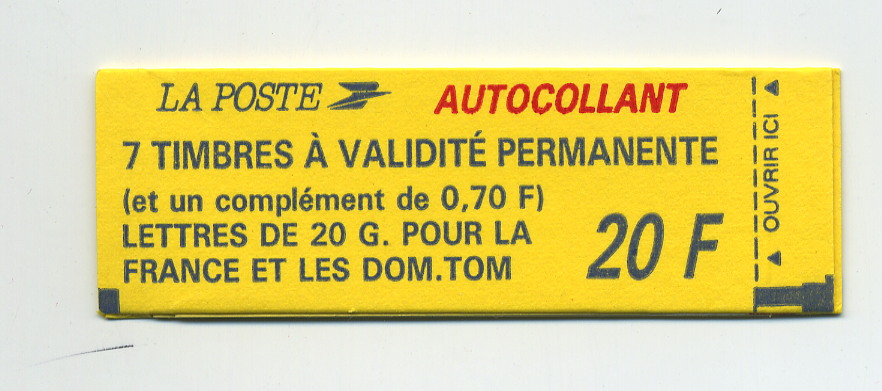 LA POSTE
AUTOCOLLANT
7 TIMBRES À VALIDITÉ PERMANENTE
(et un complément de 0,70 F)
LETTRES DE 20 G. POUR LA
FRANCE ET LES DOM.TOM
20 F
OUVRIR ICI